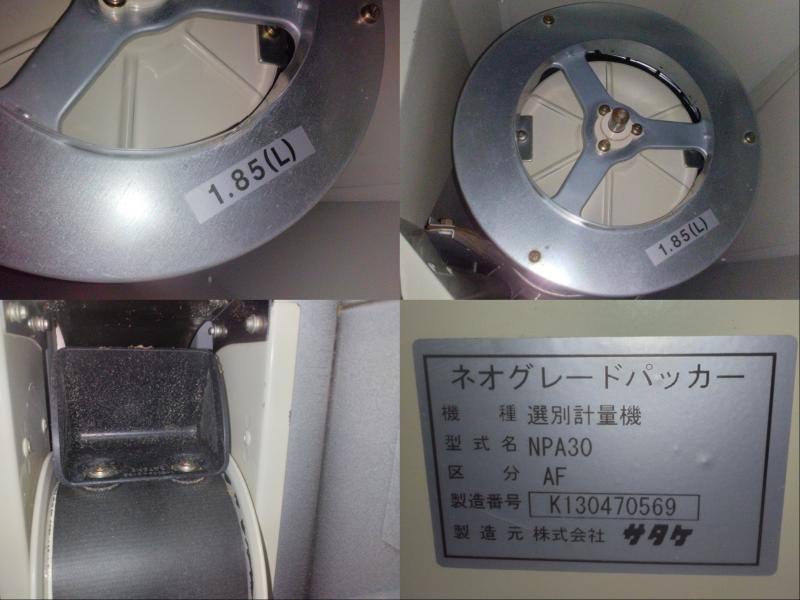 1.85(L)
1.85(L)
ネオグレードパッカー
機 種 選別計量機
型式名 NPA30
区 分 AF
製造番号 K130470569
製造元 株式会社 サタケ